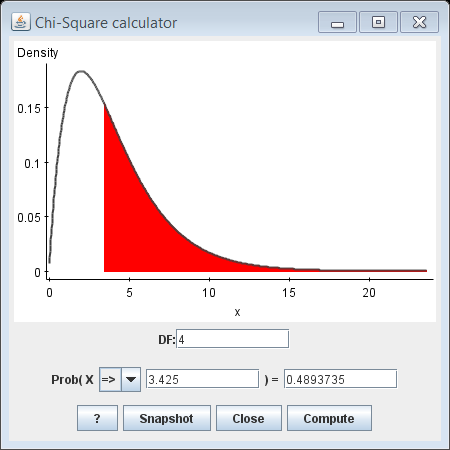 Chi-Square calculator
Density
0.15
0.1
0.05
0
0 5 10 15 20
x
DF: 4
Prob( X => 3.425 ) = 0.4893735
? Snapshot Close Compute